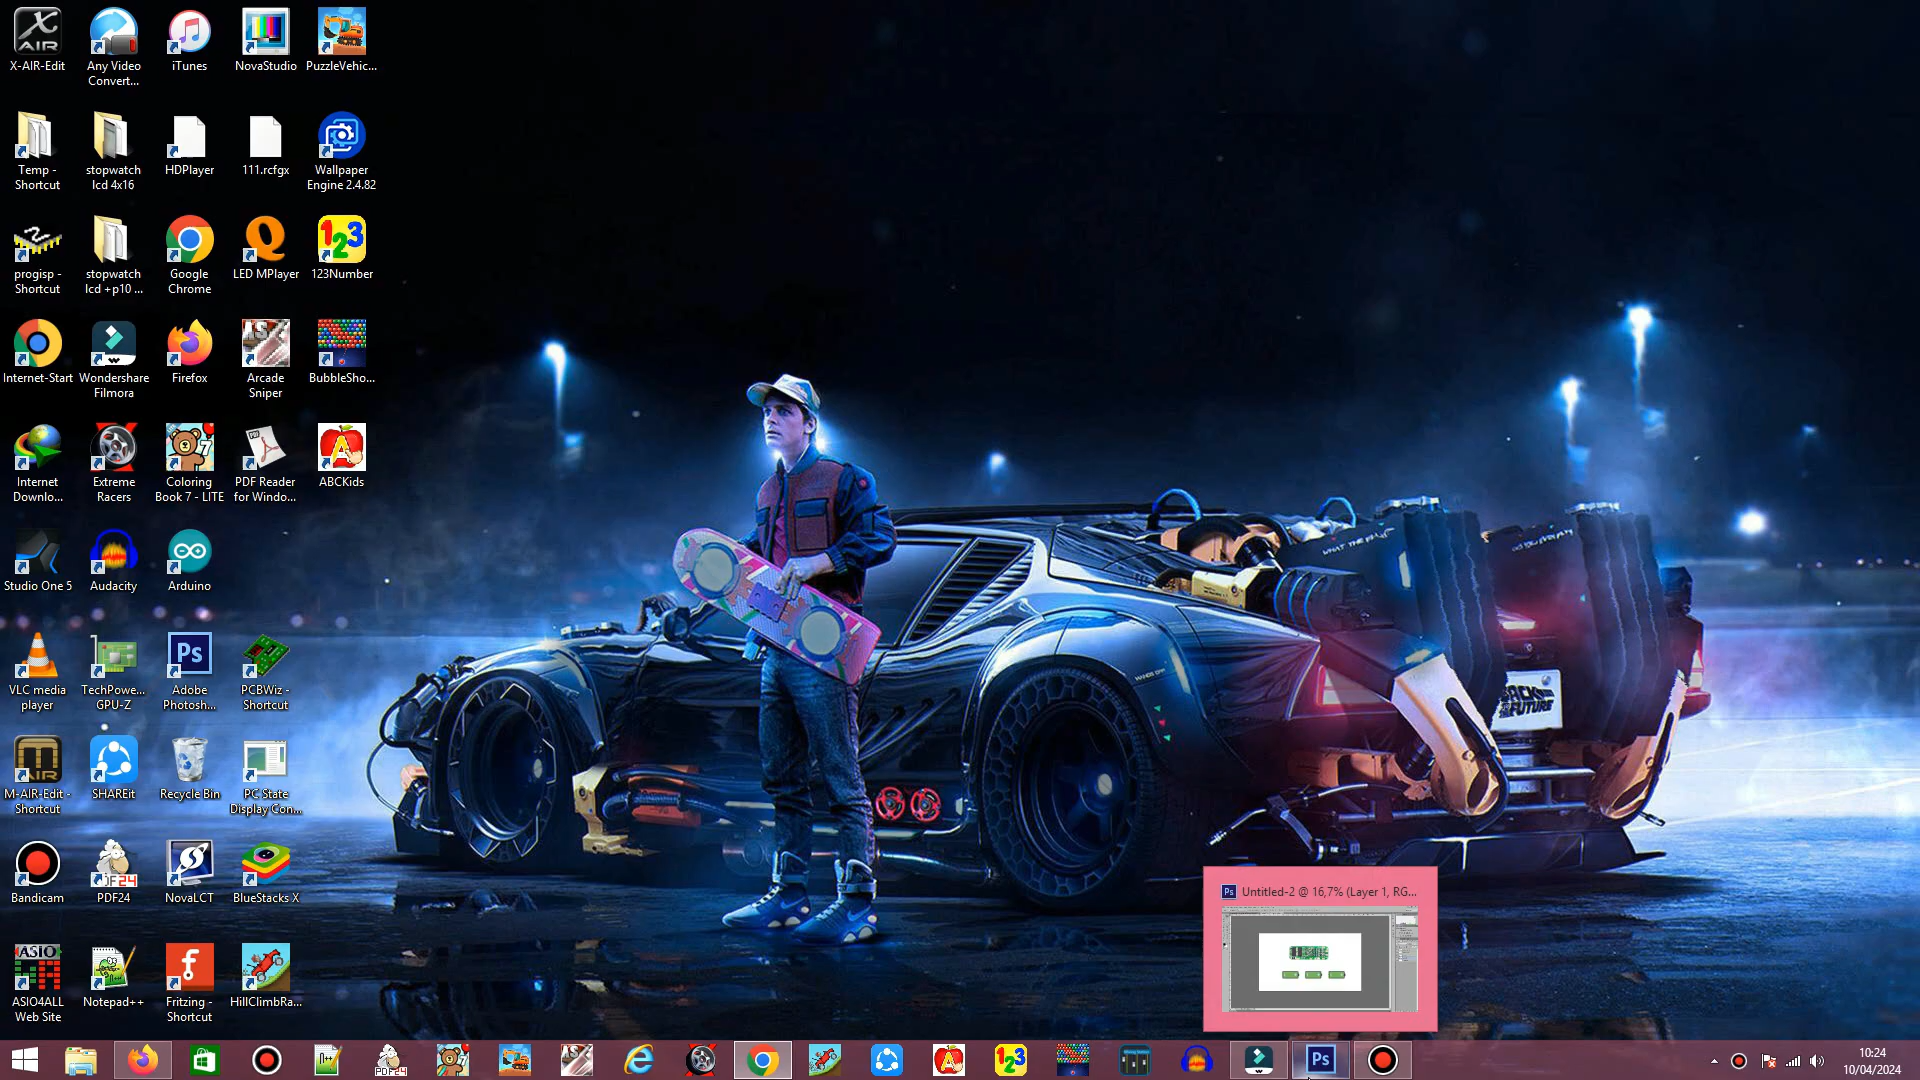 X-AIR-Edit
Any Video
Convert...
iTunes
NovaStudio
PuzzleVehic...
Temp -
Shortcut
stopwatch
lcd 4x16
HDPlayer
111.rcfgx
Wallpaper
Engine 2.4.82
progisp -
Shortcut
stopwatch
lcd +p10 ...
Google
Chrome
LED MPlayer
123Number
Internet-Start
Wondershare
Filmora
Firefox
Arcade
Sniper
BubbleSho...
Internet
Downlo...
Extreme
Racers
Coloring
Book 7 - LITE
PDF Reader
for Windo...
ABCKids
Studio One 5
Audacity
Arduino
VLC media
player
TechPowe...
GPU-Z
Adobe
Photosh...
PCBWiz -
Shortcut
M-AIR-Edit -
Shortcut
SHAREit
Recycle Bin
PC State
Display Con...
Bandicam
PDF24
NovaLCT
BlueStacks X
ASIO4ALL
Web Site
Notepad++
Fritzing -
Shortcut
HillClimbRa...
WHAT THE
BACK
FUTURE
Ps Untitled-2 @ 16,7% (Layer 1, RG...
10:24
10/04/2024